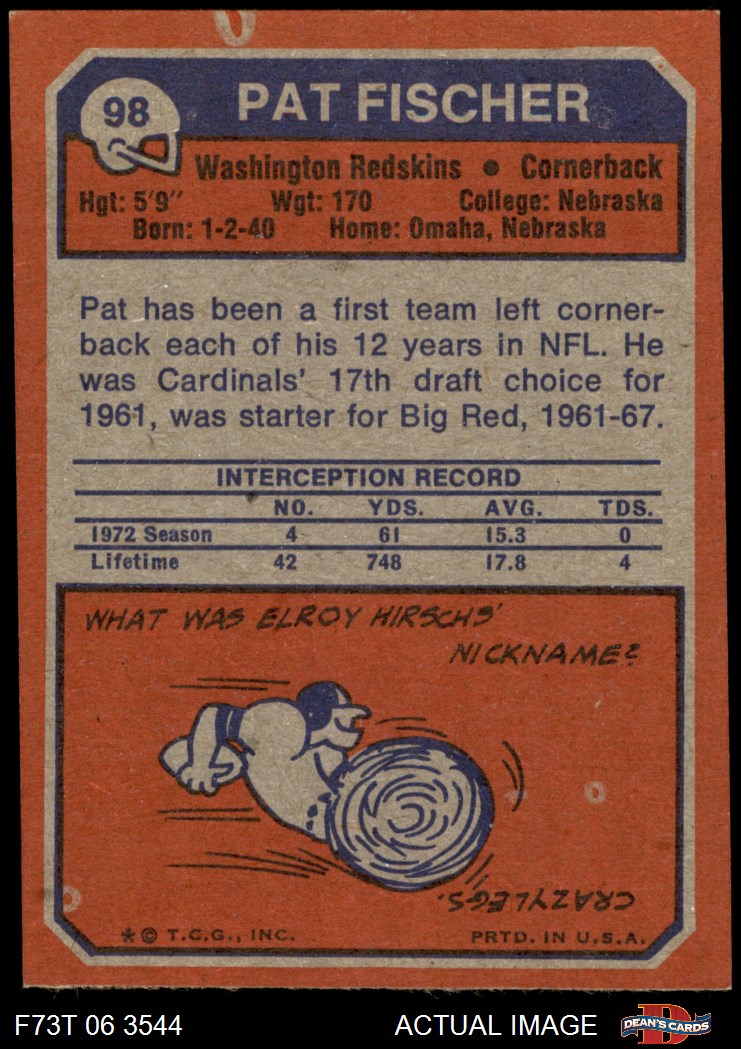 98
PAT FISCHER
Washington Redskins • Cornerback
Hgt: 5'9" Wgt: 170 College: Nebraska
Born: 1-2-40 Home: Omaha, Nebraska
Pat has been a first team left corner-
back each of his 12 years in NFL. He
was Cardinals' 17th draft choice for
1961, was starter for Big Red, 1961-67.
INTERCEPTION RECORD
NO. YDS. AVG. TDS.
1972 Season 4 61 15.3 0
Lifetime 42 748 17.8 4
WHAT WAS ELROY HIRSCHS'
NICKNAME?
CRAZYLEGS.
* © T.C.G., INC. PRTD. IN U.S.A.
F73T 06 3544 ACTUAL IMAGE D DEAN'S CARDS